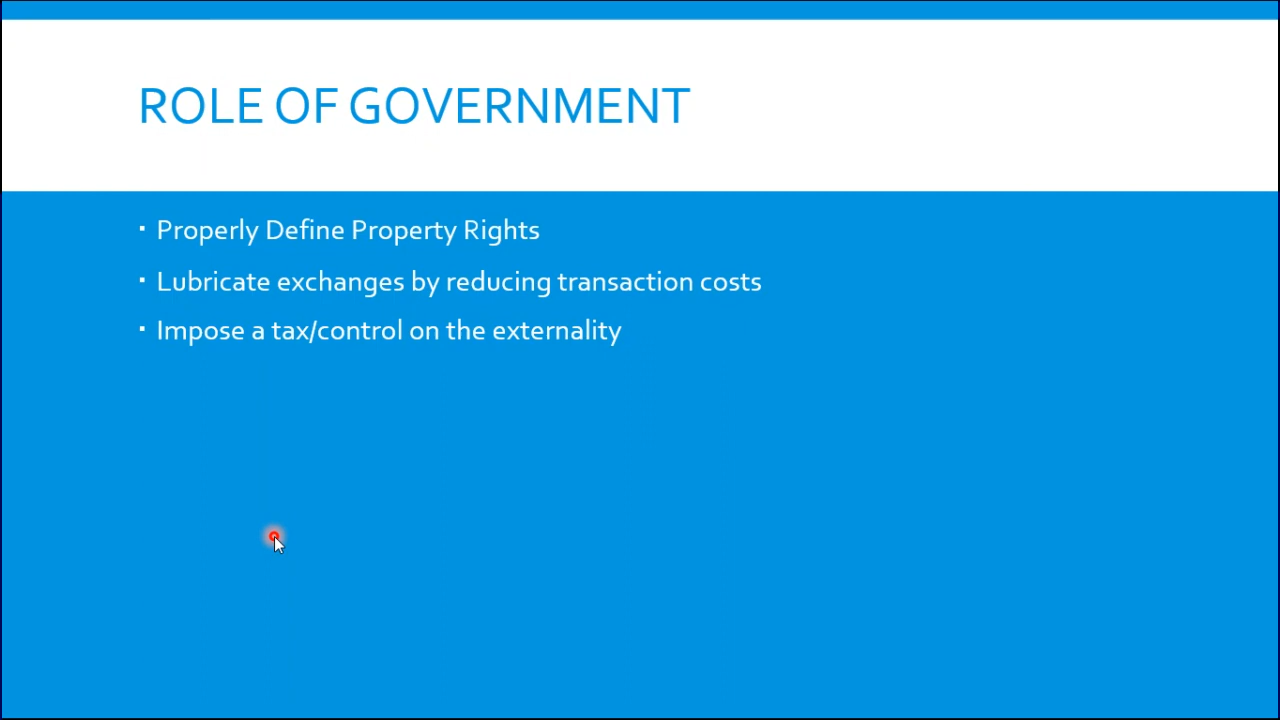 ROLE OF GOVERNMENT
▪ Properly Define Property Rights
▪ Lubricate exchanges by reducing transaction costs
▪ Impose a tax/control on the externality